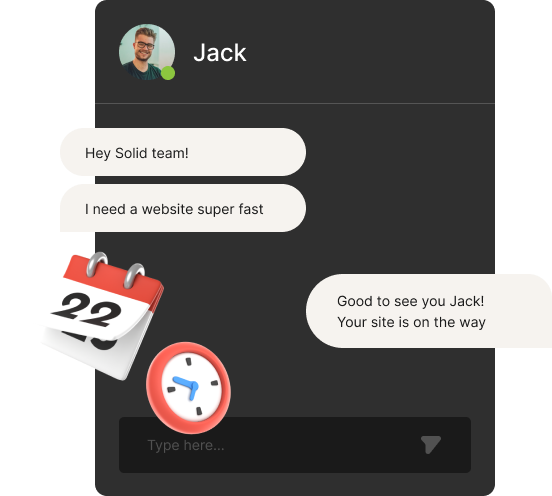 Jack
Hey Solid team!
I need a website super fast
22
Good to see you Jack!
Your site is on the way
Type here...